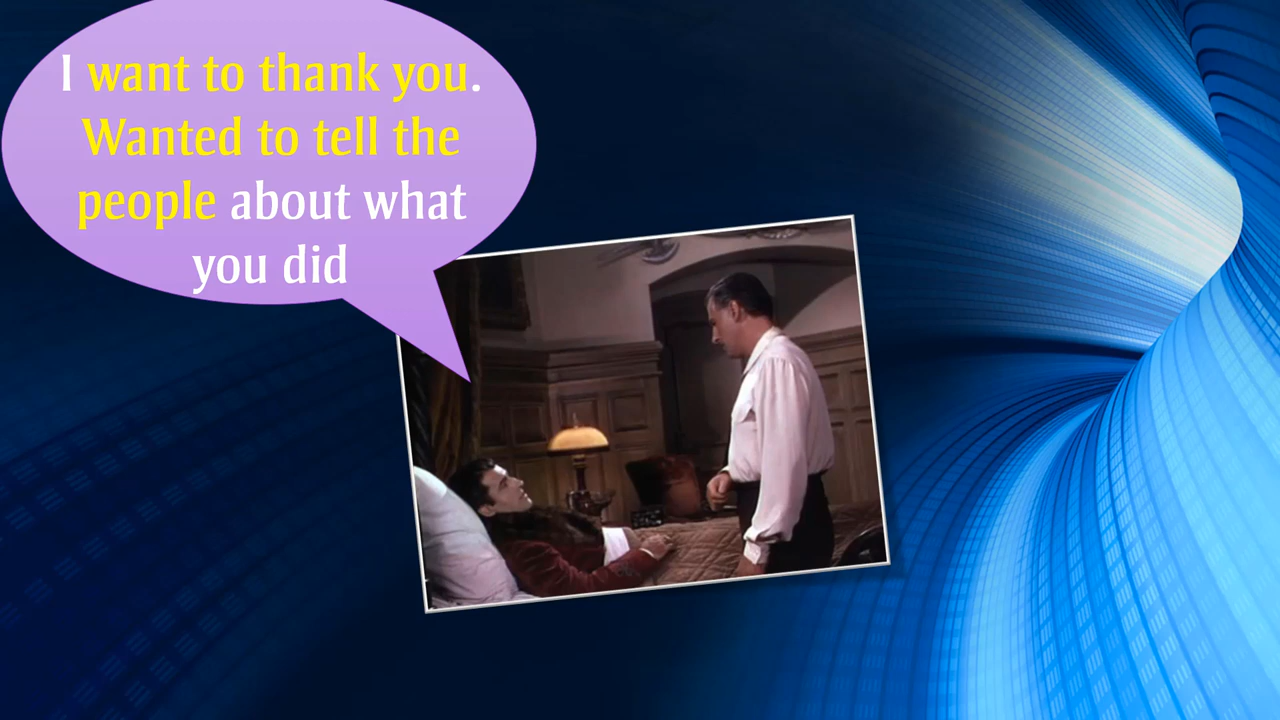 I want to thank you.
Wanted to tell the
people about what
you did